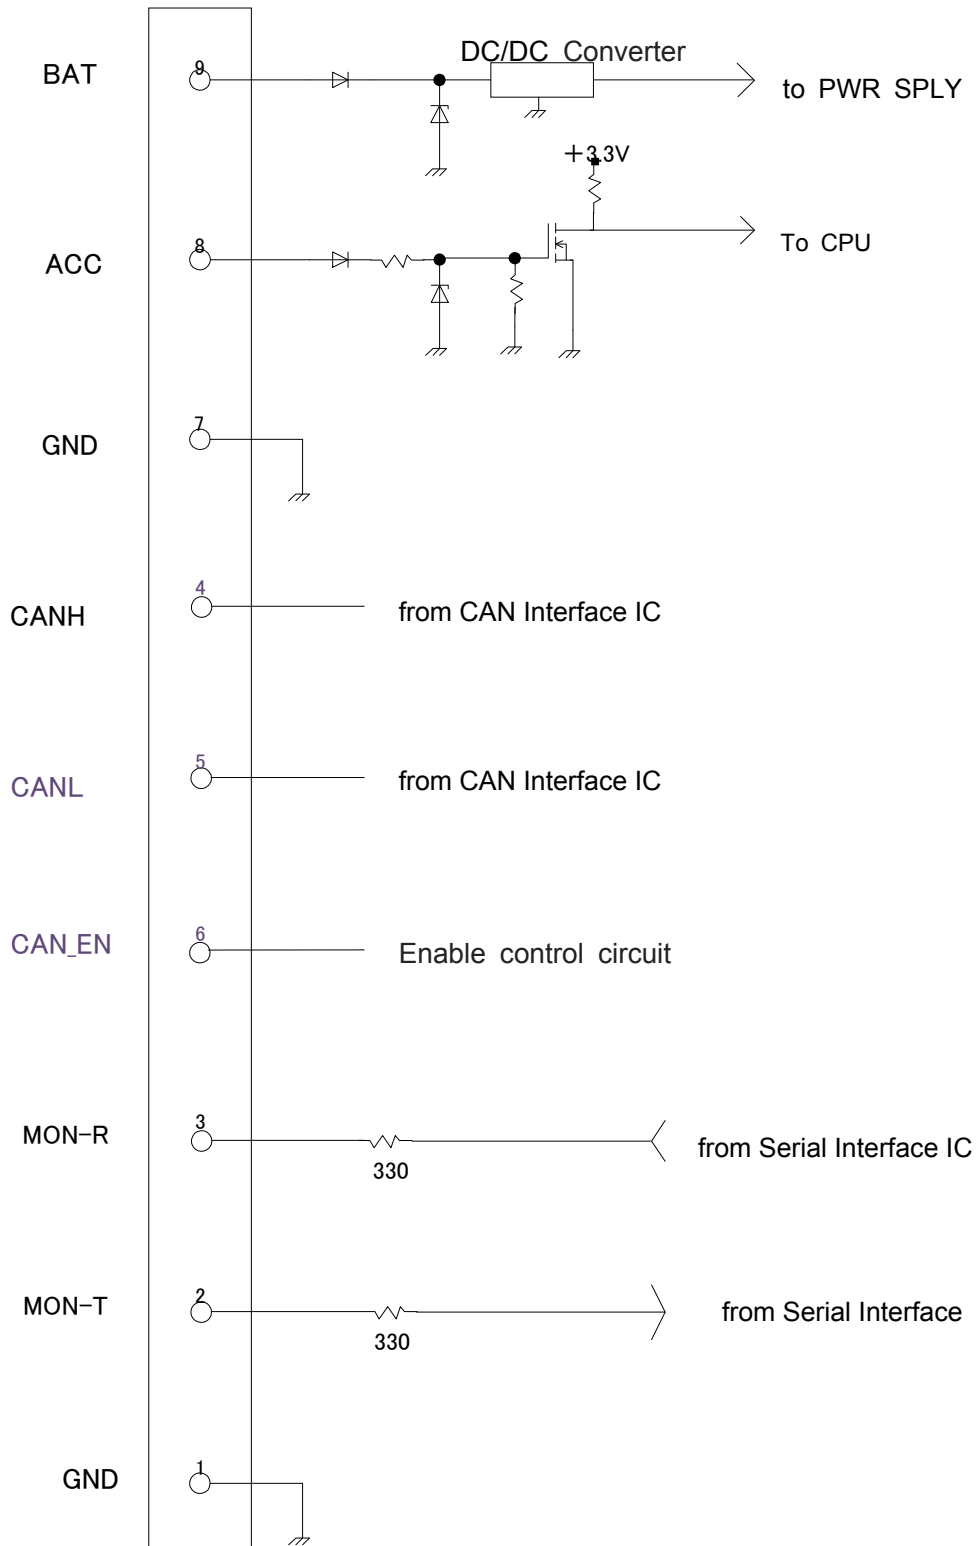 DC/DC Converter
BAT 9 to PWR SPLY
+3.3V
ACC 8 To CPU
GND 7
CANH 4 from CAN Interface IC
CANL 5 from CAN Interface IC
CAN_EN 6 Enable control circuit
MON-R 3 from Serial Interface IC
330
MON-T 2 from Serial Interface
330
GND 1